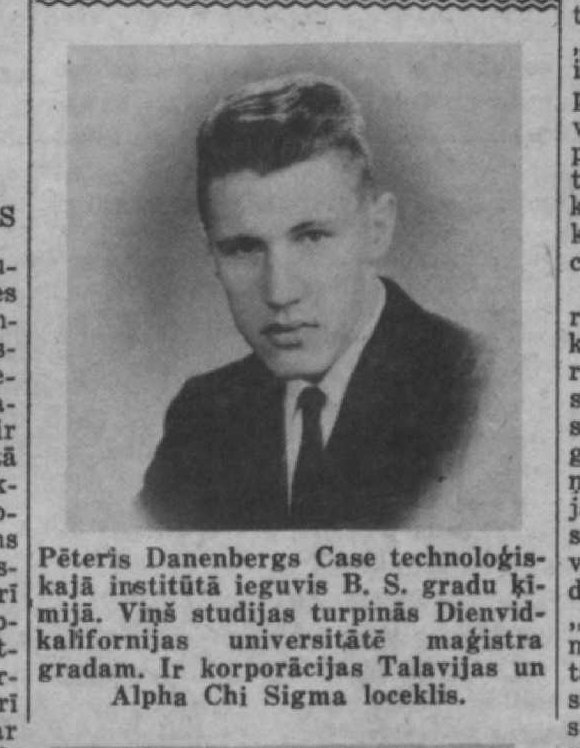 Pēteris Danenbergs Case technoloģis-
kajā institūtā ieguvis B. S. gradu ķī-
mijā. Viņš studijas turpinās Dienvid-
kalifornijas universitātē maģistra
gradam. Ir korporācijas Talavijas un
Alpha Chi Sigma loceklis.